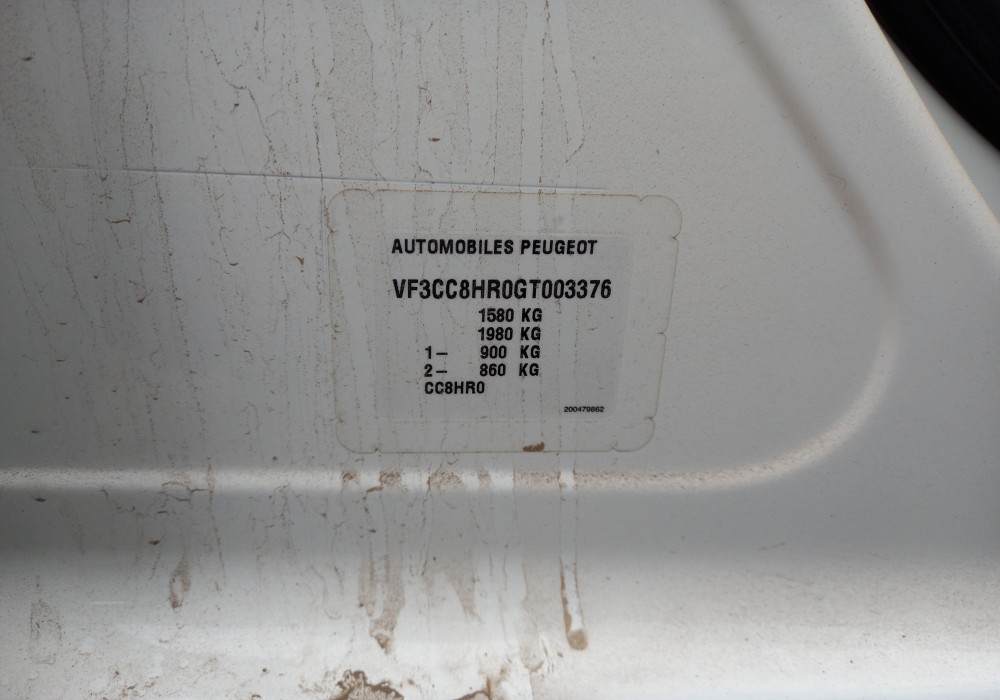 AUTOMOBILES PEUGEOT
VF3CC8HR0GT003376
1580 KG
1980 KG
1– 900 KG
2– 860 KG
CC8HR0
200479862